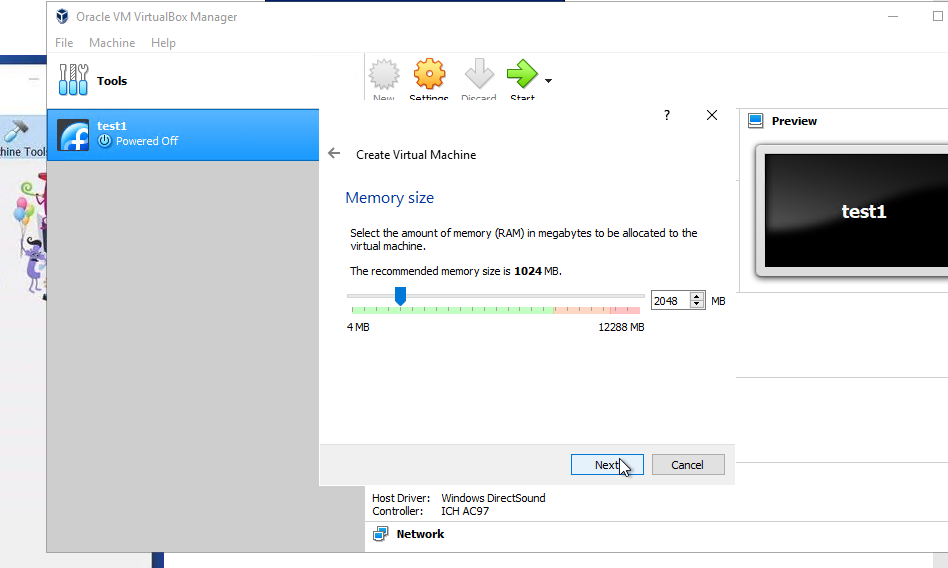 Oracle VM VirtualBox Manager
File Machine Help
Tools
New Settings Discard Start
test1
Powered Off
hine Tools
? 
Create Virtual Machine
Memory size
Select the amount of memory (RAM) in megabytes to be allocated to the
virtual machine.
The recommended memory size is 1024 MB.
2048 MB
4 MB 12288 MB
Next Cancel
Preview
test1
Host Driver: Windows DirectSound
Controller: ICH AC97
Network